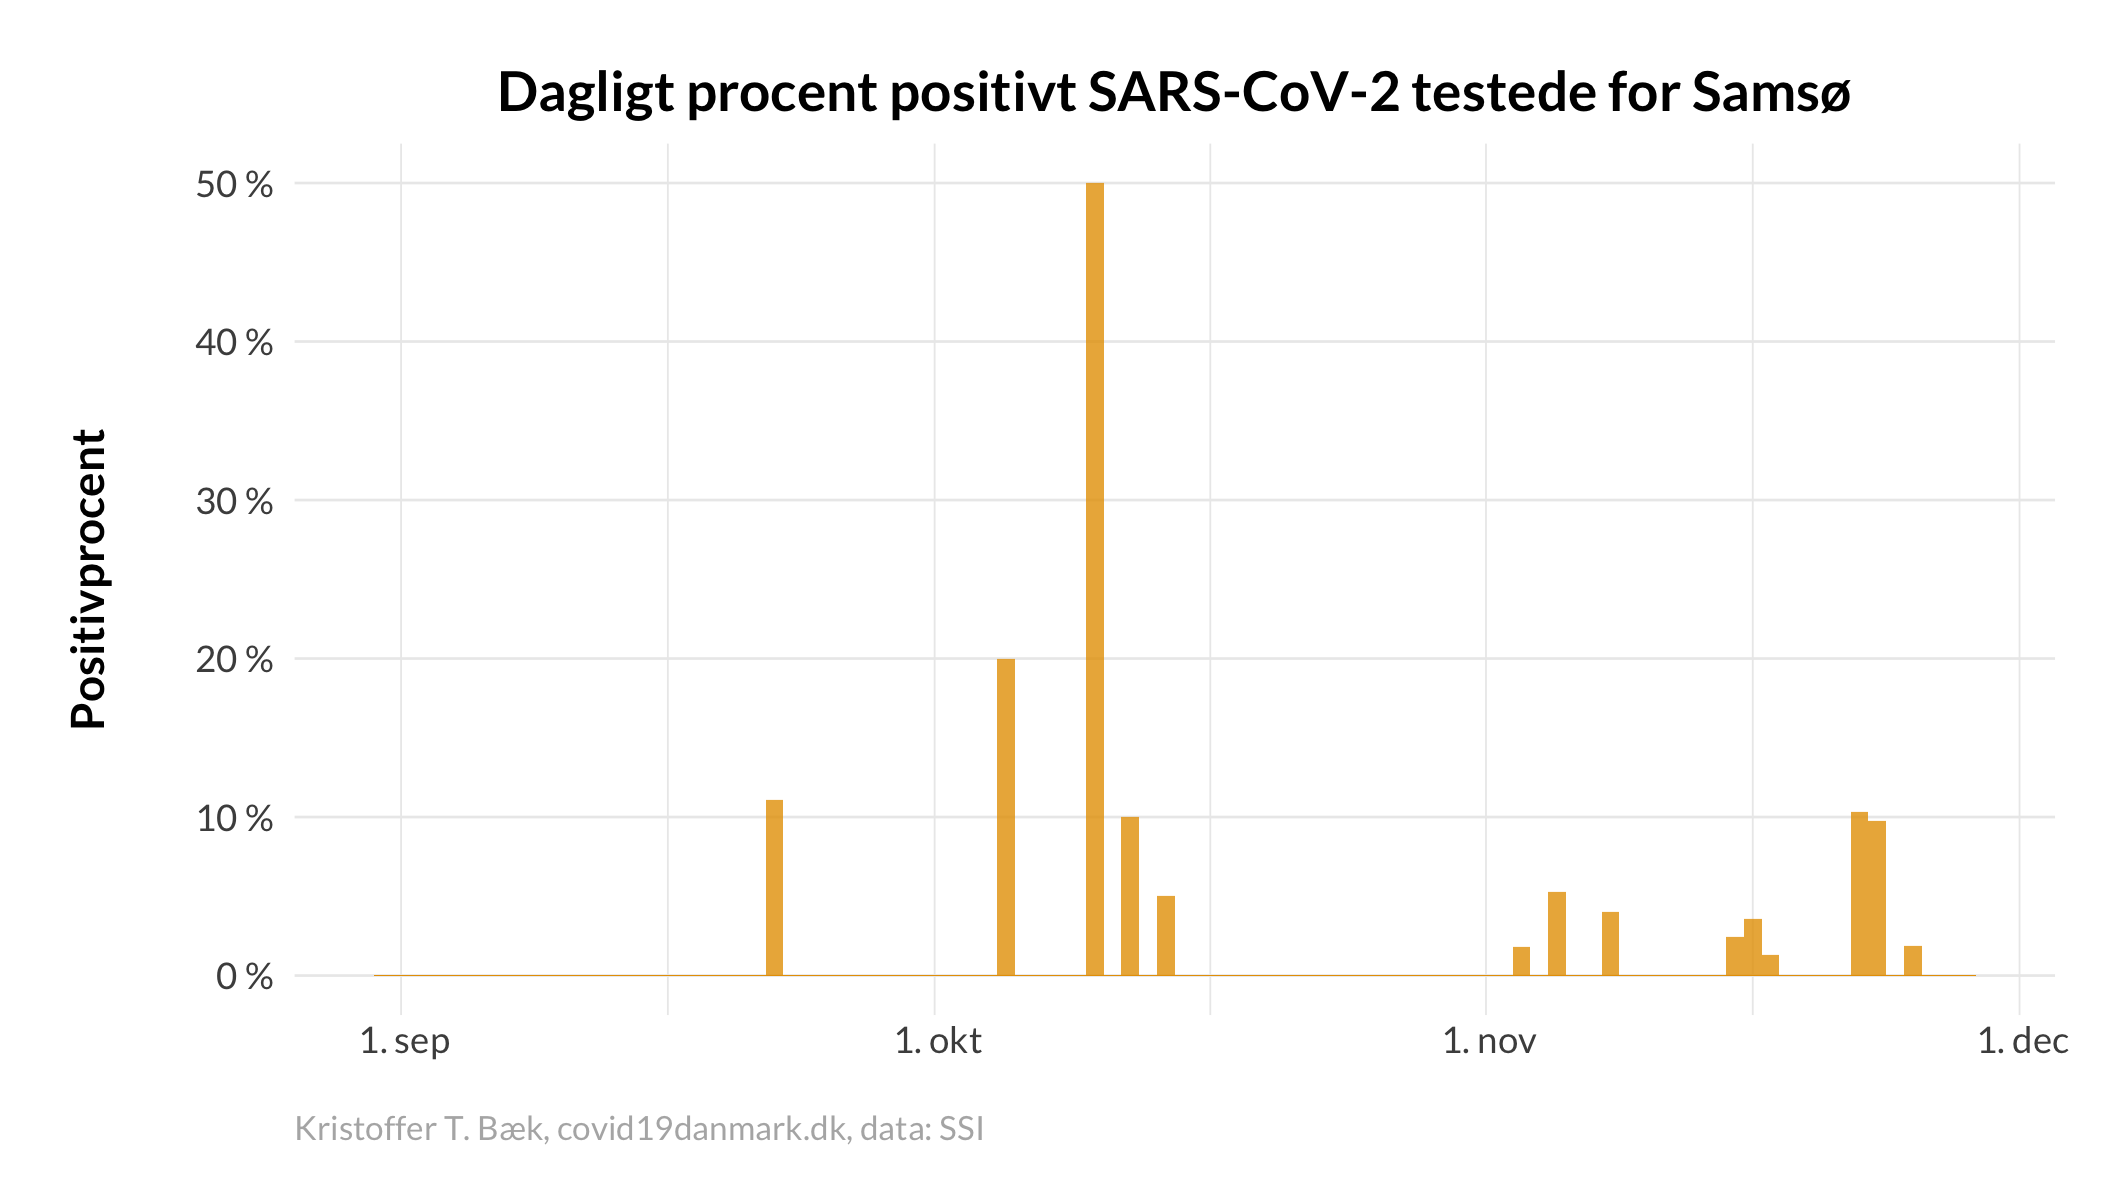 Dagligt procent positivt SARS-CoV-2 testede for Samsø
Positivprocent
50 %
40 %
30 %
20 %
10 %
0 %
1. sep
1. okt
1. nov
1. dec
Kristoffer T. Bæk, covid19danmark.dk, data: SSI